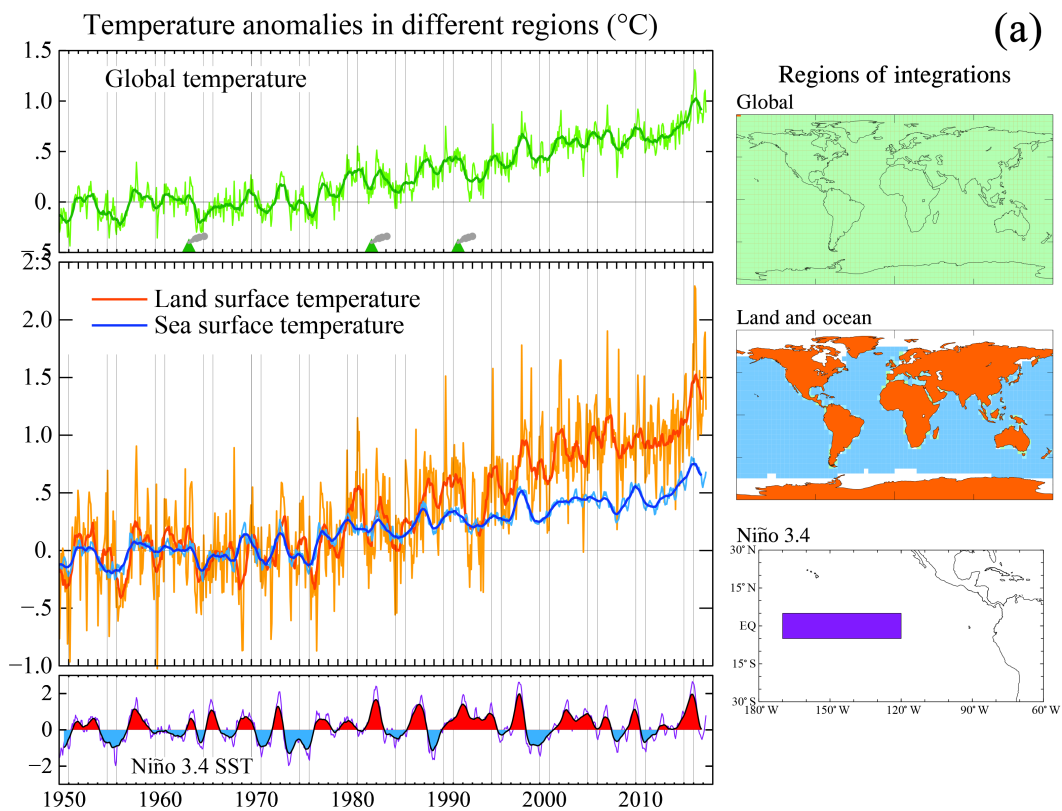 Temperature anomalies in different regions (°C)
(a)
1.5
1.0
.5
0
-.5
Global temperature
2.5
2.0
1.5
1.0
.5
0.
-.5
-1.0
Land surface temperature
Sea surface temperature
2
0
-2
Niño 3.4 SST
1950 1960 1970 1980 1990 2000 2010
Regions of integrations
Global
Land and ocean
Niño 3.4
30°N
15°N
EQ
15°S
30°S
180°W 150°W 120°W 90°W 60°W